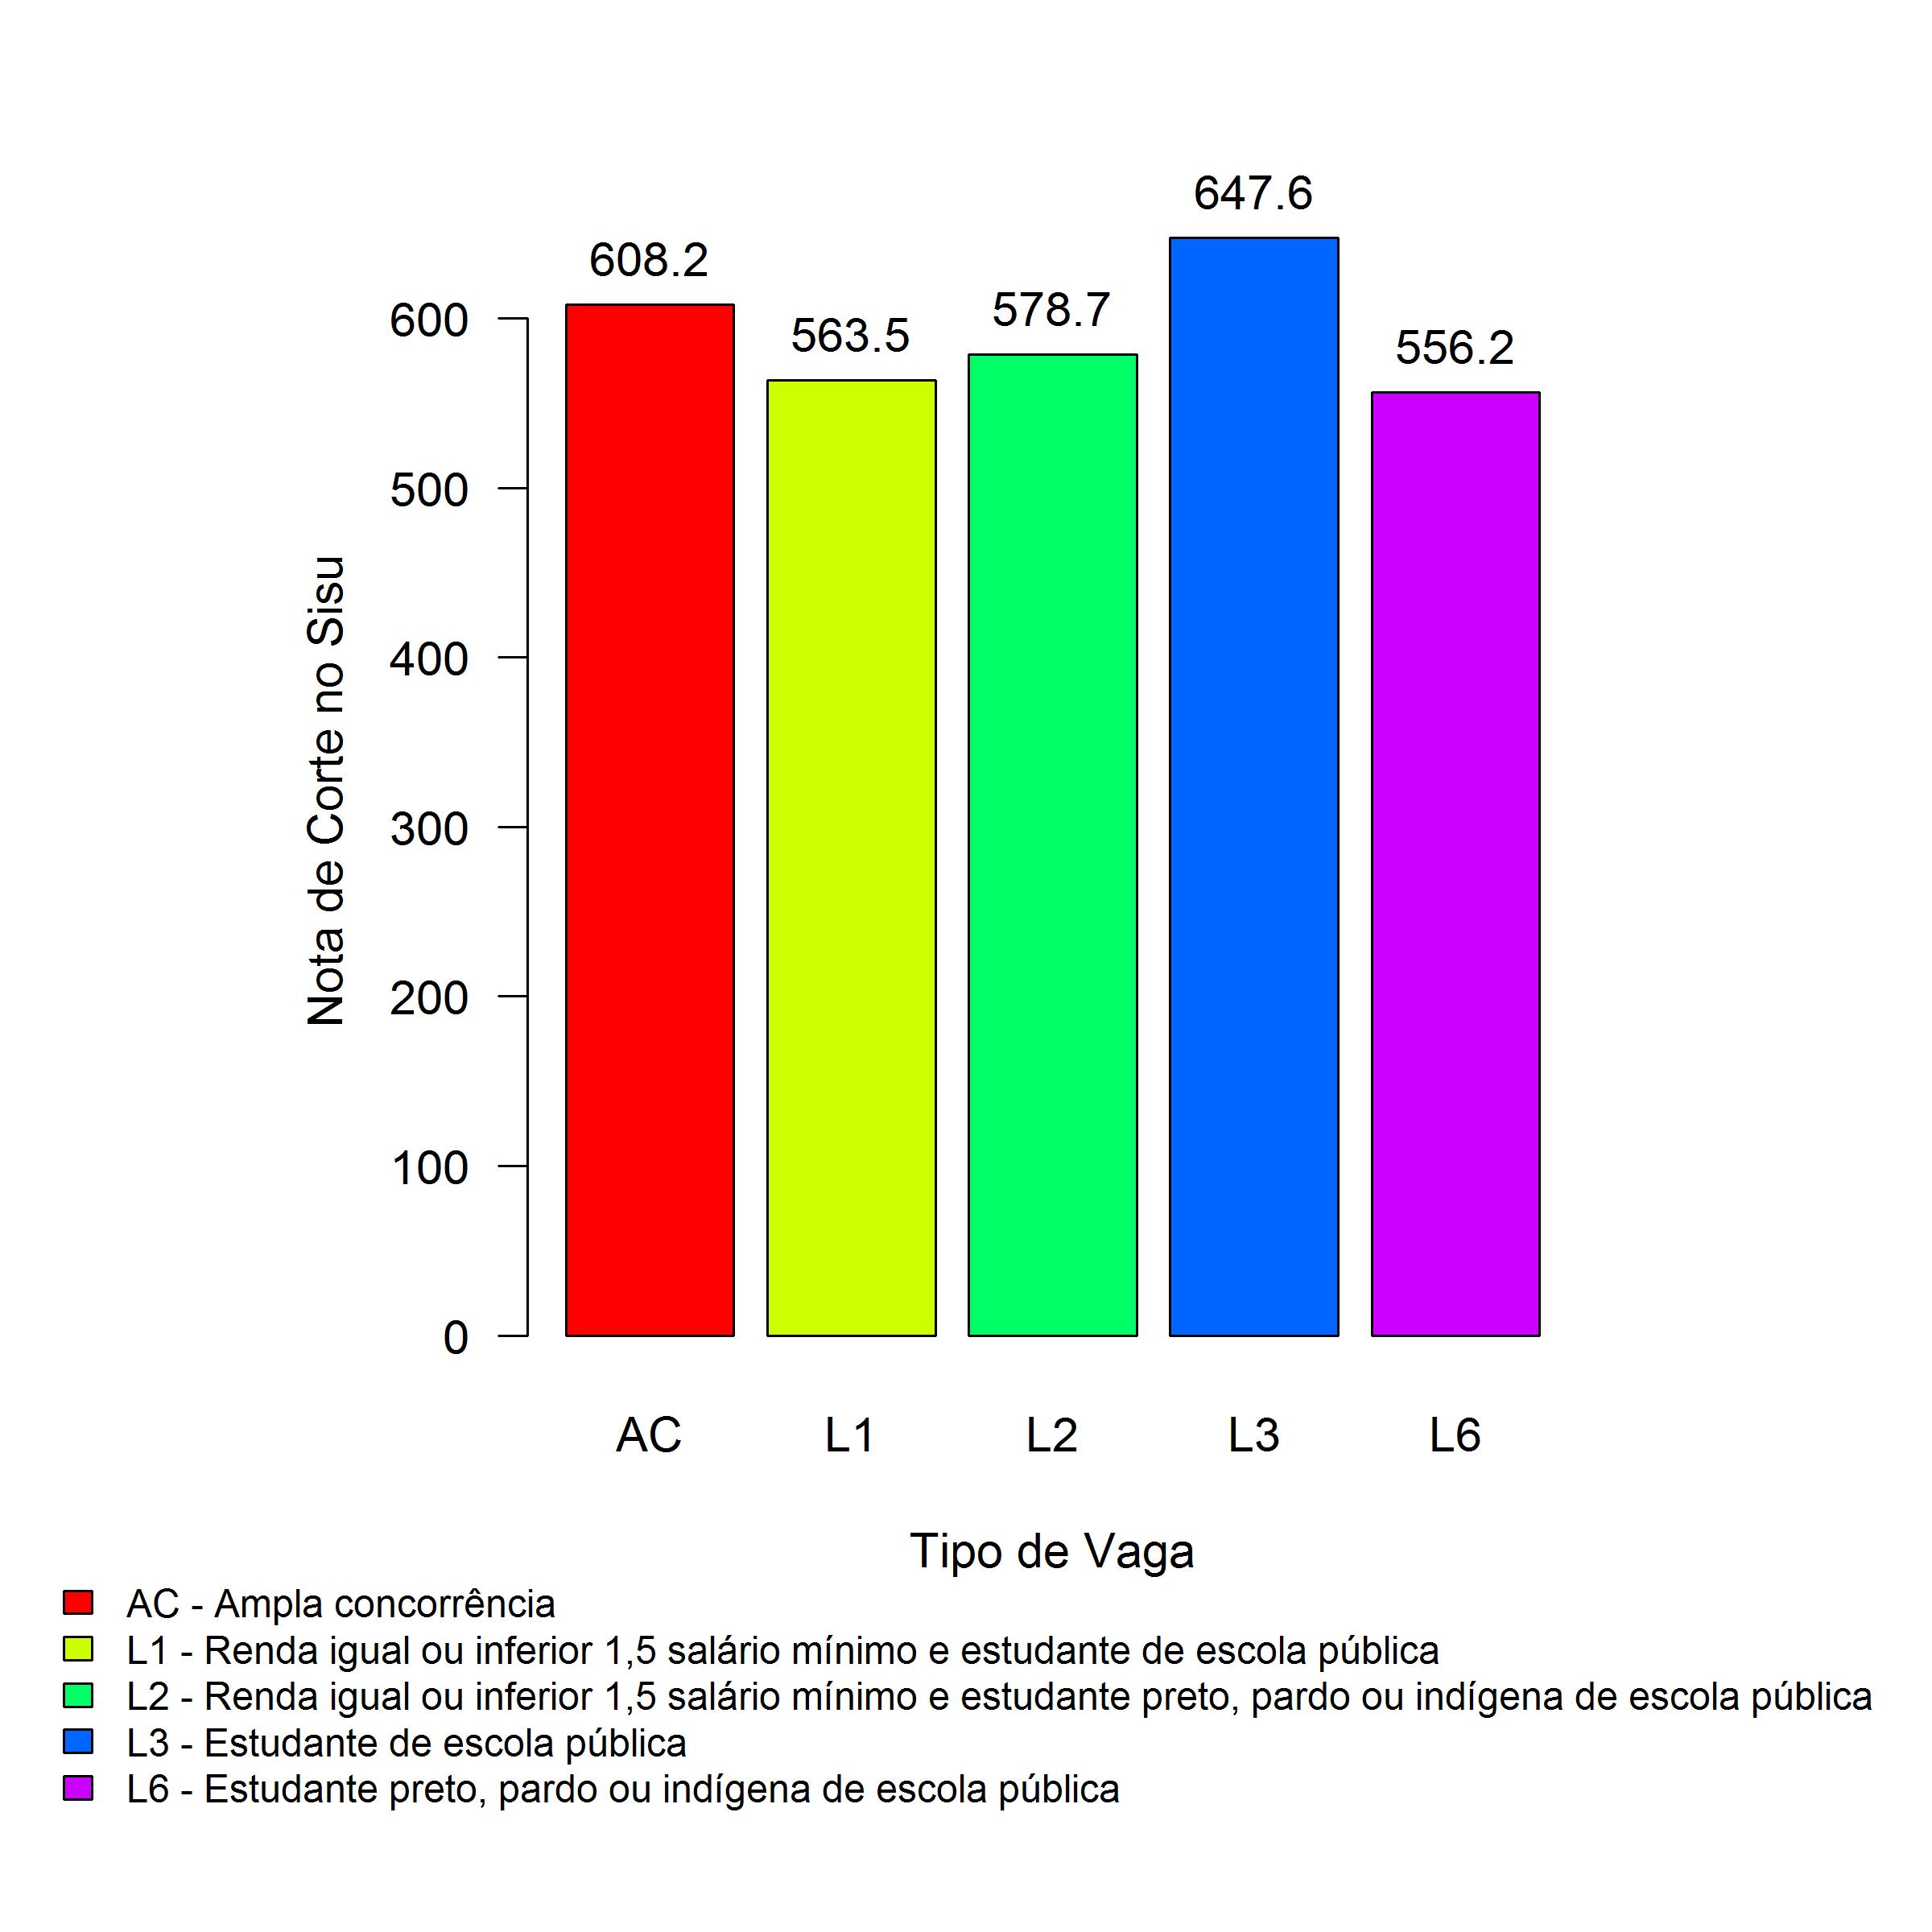 647.6
608.2
578.7
563.5
556.2
600
500
400
300
200
100
0
Nota de Corte no Sisu
AC L1 L2 L3 L6
Tipo de Vaga
AC - Ampla concorrência
L1 - Renda igual ou inferior 1,5 salário mínimo e estudante de escola pública
L2 - Renda igual ou inferior 1,5 salário mínimo e estudante preto, pardo ou indígena de escola pública
L3 - Estudante de escola pública
L6 - Estudante preto, pardo ou indígena de escola pública